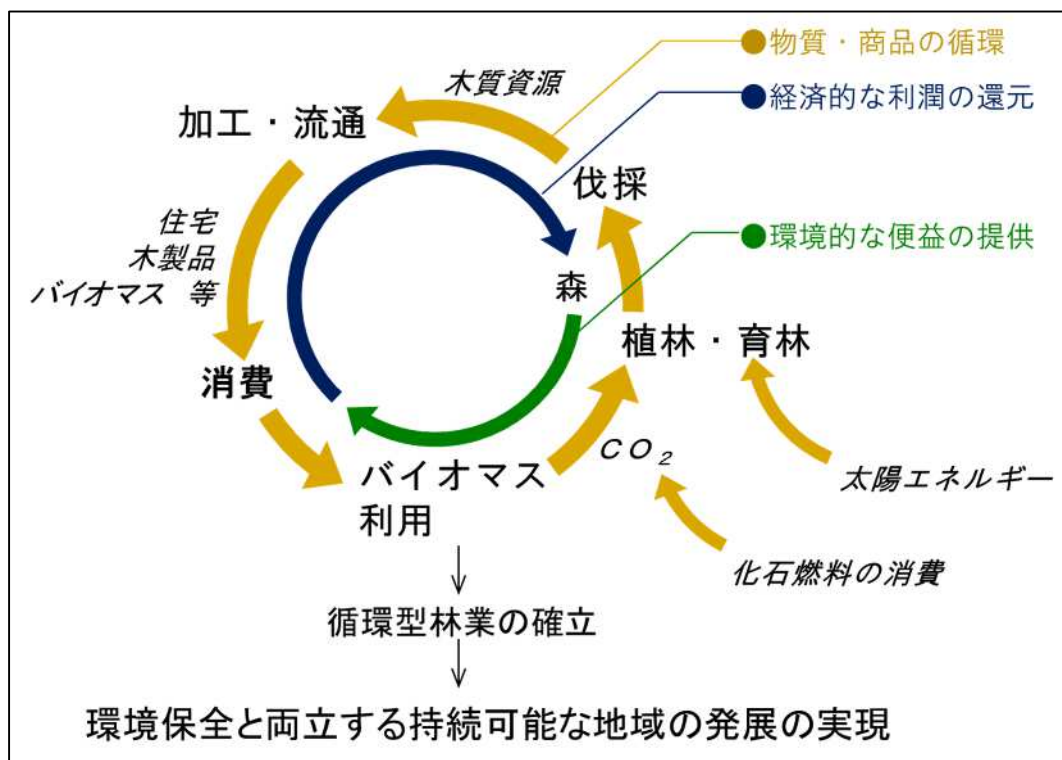 ●物質・商品の循環
木質資源
●経済的な利潤の還元
加工・流通
伐採
住宅
木製品
バイオマス 等
●環境的な便益の提供
森
植林・育林
消費
CO₂
バイオマス
利用
太陽エネルギー
化石燃料の消費
循環型林業の確立
環境保全と両立する持続可能な地域の発展の実現